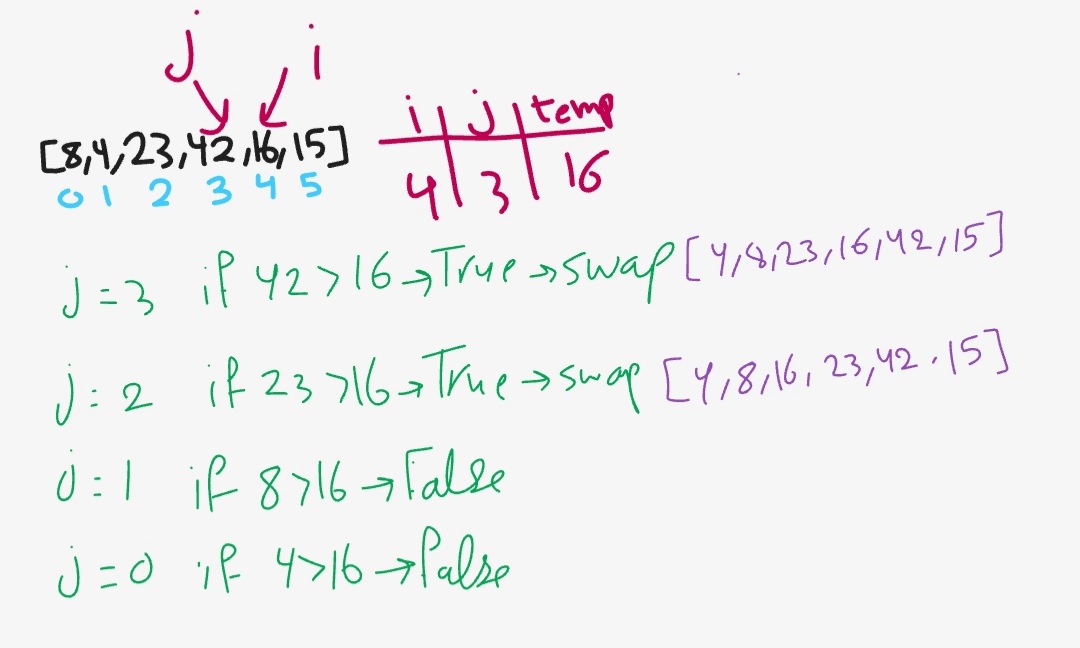 j i
[8,4,23,42,16,15]
0 1 2 3 4 5
i j temp
4 3 16
j=3 if 42>16→True→swap [4,8,23,16,42,15]
j=2 if 23>16→True→swap [4,8,16,23,42,15]
j=1 if 8>16→False
j=0 if 4>16→False